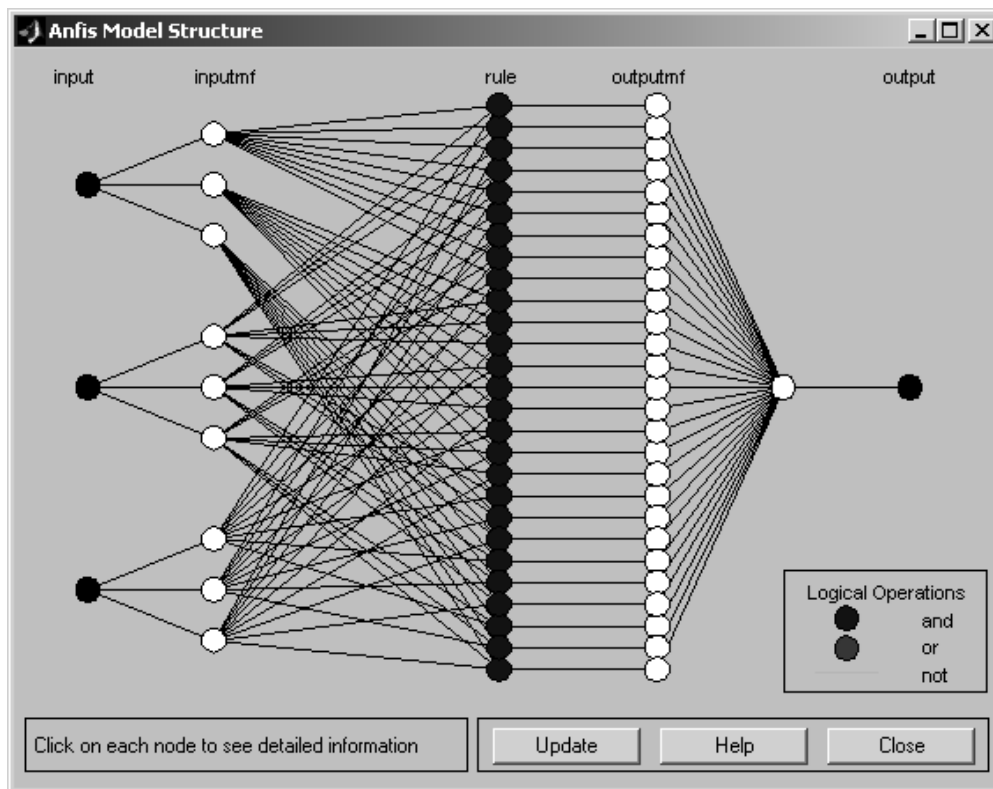 Anfis Model Structure
input inputmf rule outputmf output
Logical Operations
and
or
not
Click on each node to see detailed information
Update Help Close